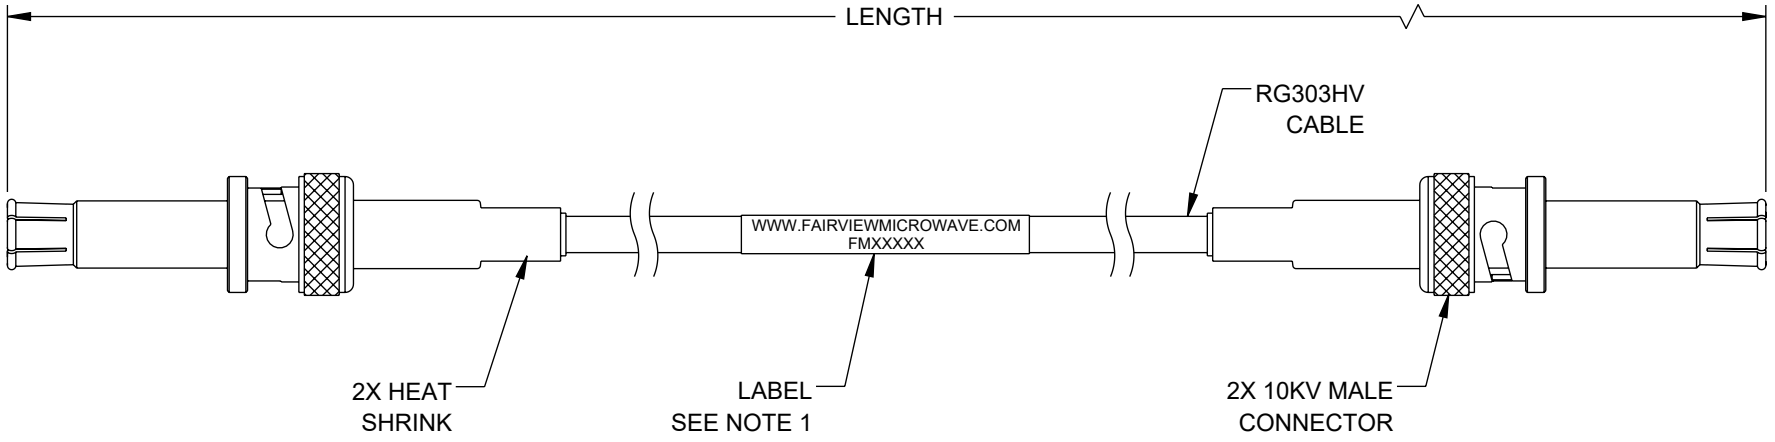 LENGTH
RG303HV
CABLE
WWW.FAIRVIEWMICROWAVE.COM
FMXXXXX
2X HEAT
SHRINK
LABEL
SEE NOTE 1
2X 10KV MALE
CONNECTOR